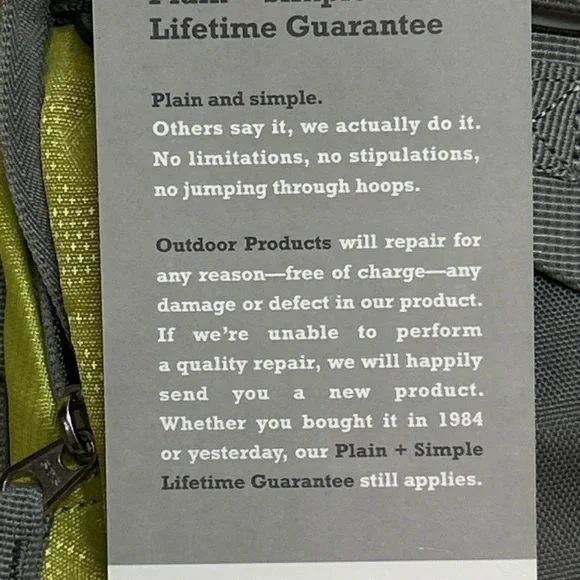 Plain + Simple
Lifetime Guarantee
Plain and simple.
Others say it, we actually do it.
No limitations, no stipulations,
no jumping through hoops.
Outdoor Products will repair for
any reason—free of charge—any
damage or defect in our product.
If we're unable to perform
a quality repair, we will happily
send you a new product.
Whether you bought it in 1984
or yesterday, our Plain + Simple
Lifetime Guarantee still applies.